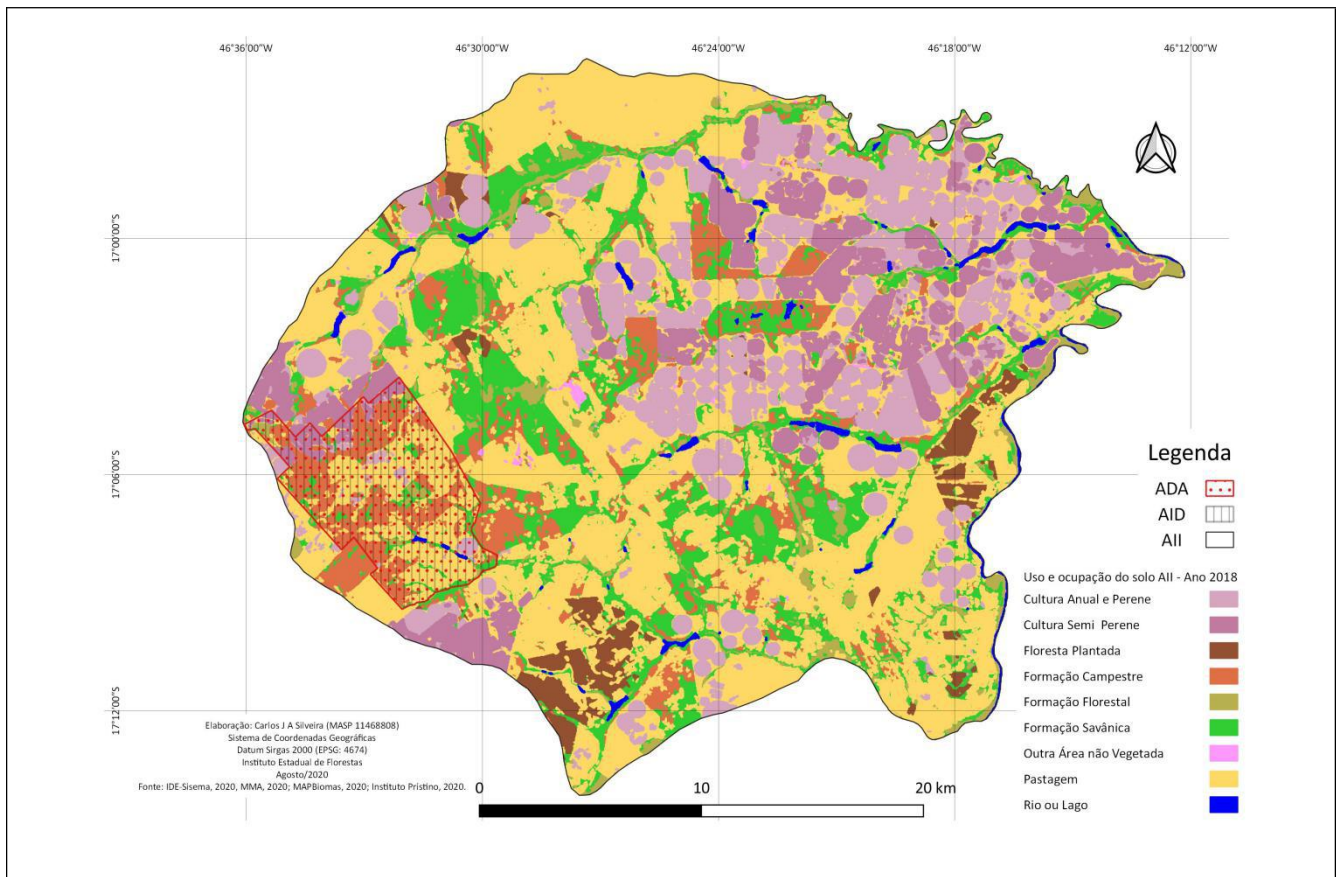 46°36'00"W
46°30'00"W
46°24'00"W
46°18'00"W
46°12'00"W
17°00'00"S
17°06'00"S
17°12'00"S
Legenda
ADA
AID
AII
Uso e ocupação do solo AII - Ano 2018
Cultura Anual e Perene
Cultura Semi Perene
Floresta Plantada
Formação Campestre
Formação Florestal
Formação Savânica
Outra Área não Vegetada
Pastagem
Rio ou Lago
Elaboração: Carlos J A Silveira (MASP 11468808)
Sistema de Coordenadas Geográficas
Datum Sirgas 2000 (EPSG: 4674)
Instituto Estadual de Florestas
Agosto/2020
Fonte: IDE-Sisema, 2020, MMA, 2020; MAPBiomas, 2020; Instituto Prístino, 2020.
0 10 20 km